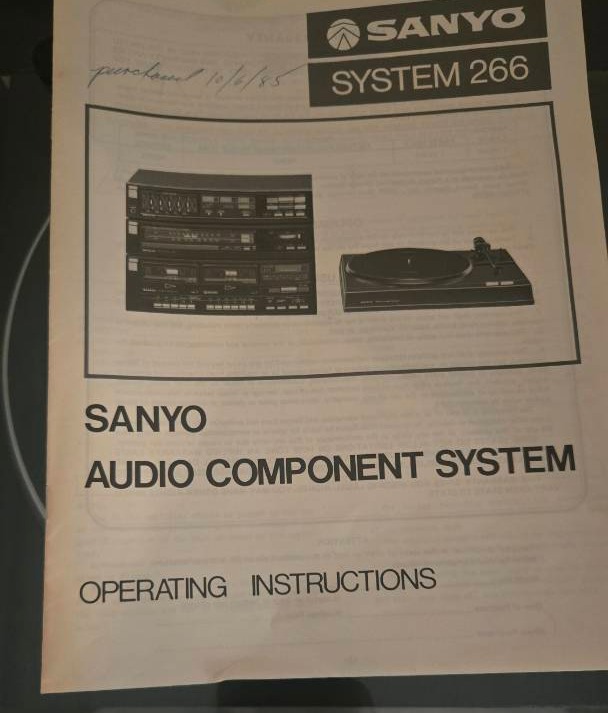 SANYO
SYSTEM 266
purchased 10/6/85
SANYO
AUDIO COMPONENT SYSTEM
OPERATING INSTRUCTIONS